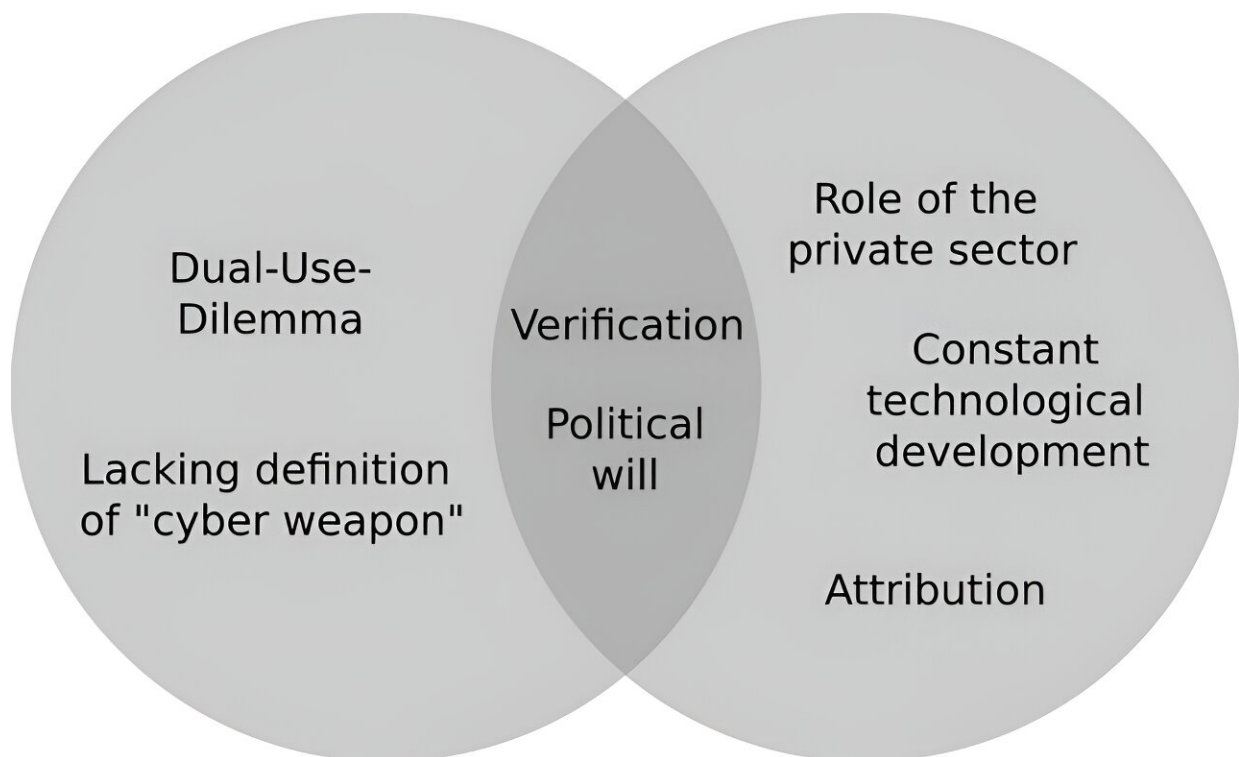 Dual-Use-
Dilemma
Lacking definition
of "cyber weapon"
Verification
Political
will
Role of the
private sector
Constant
technological
development
Attribution